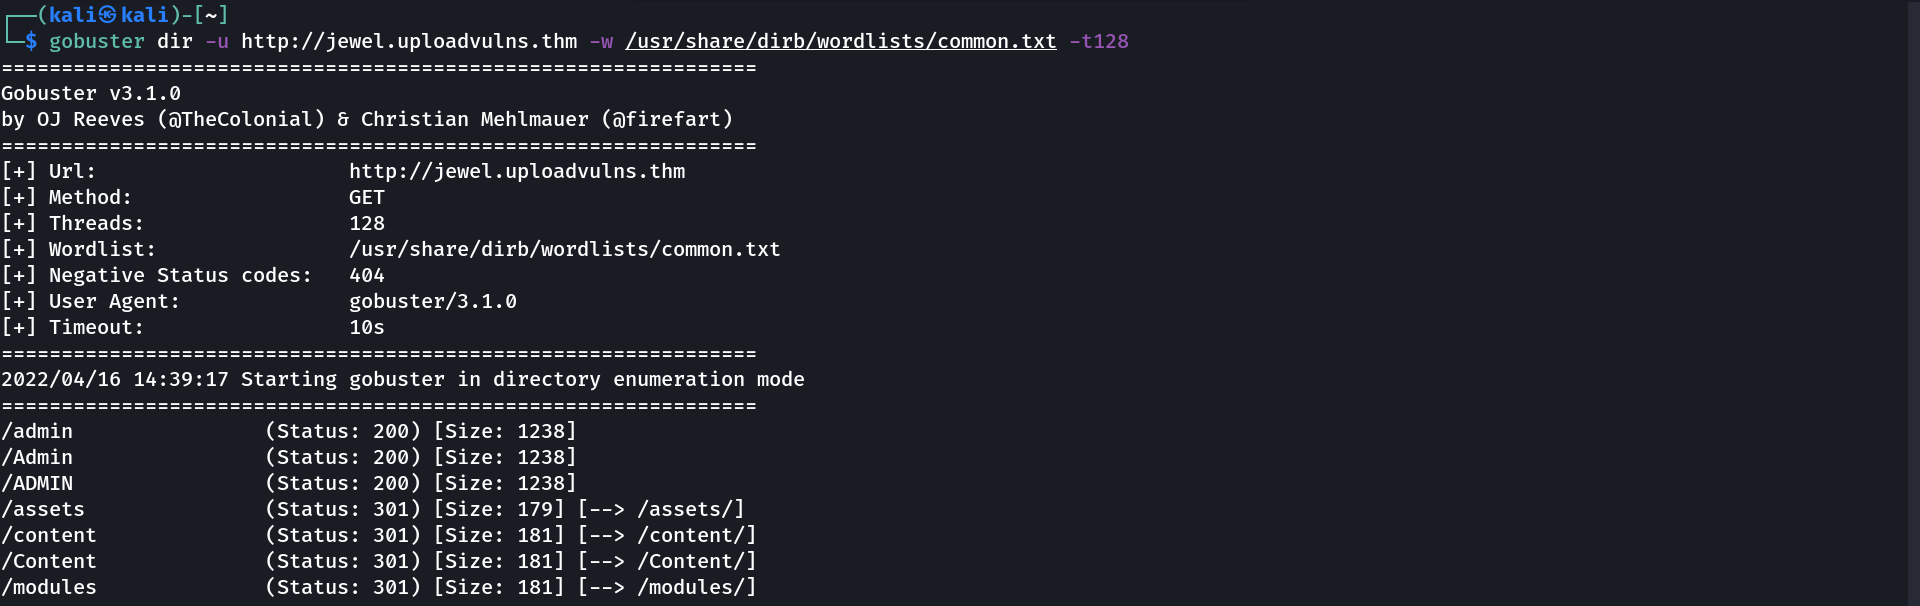 ┌──(kali㉿kali)-[~]
└─$ gobuster dir -u http://jewel.uploadvulns.thm -w /usr/share/dirb/wordlists/common.txt -t128
===============================================================
Gobuster v3.1.0
by OJ Reeves (@TheColonial) & Christian Mehlmauer (@firefart)
===============================================================
[+] Url:                     http://jewel.uploadvulns.thm
[+] Method:                  GET
[+] Threads:                 128
[+] Wordlist:                /usr/share/dirb/wordlists/common.txt
[+] Negative Status codes:   404
[+] User Agent:              gobuster/3.1.0
[+] Timeout:                 10s
===============================================================
2022/04/16 14:39:17 Starting gobuster in directory enumeration mode
===============================================================
/admin                (Status: 200) [Size: 1238]
/Admin                (Status: 200) [Size: 1238]
/ADMIN                (Status: 200) [Size: 1238]
/assets               (Status: 301) [Size: 179] [--> /assets/]
/content              (Status: 301) [Size: 181] [--> /content/]
/Content              (Status: 301) [Size: 181] [--> /Content/]
/modules              (Status: 301) [Size: 181] [--> /modules/]